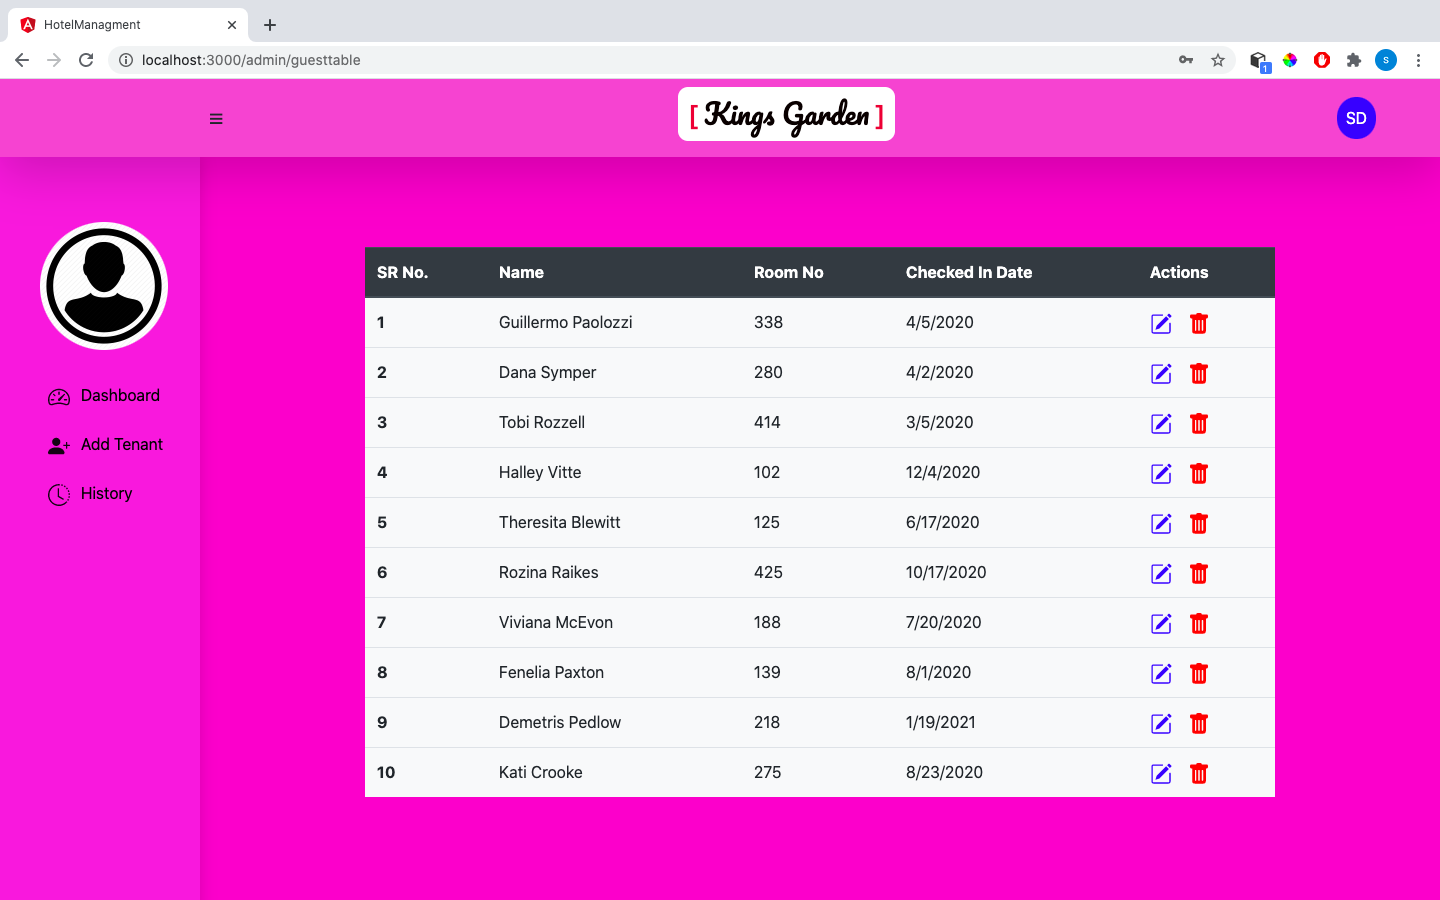 HotelManagment
localhost:3000/admin/guesttable
1
S
[ Kings Garden ]
SD
Dashboard
Add Tenant
History
SR No. Name Room No Checked In Date Actions
1 Guillermo Paolozzi 338 4/5/2020
2 Dana Symper 280 4/2/2020
3 Tobi Rozzell 414 3/5/2020
4 Halley Vitte 102 12/4/2020
5 Theresita Blewitt 125 6/17/2020
6 Rozina Raikes 425 10/17/2020
7 Viviana McEvon 188 7/20/2020
8 Fenelia Paxton 139 8/1/2020
9 Demetris Pedlow 218 1/19/2021
10 Kati Crooke 275 8/23/2020